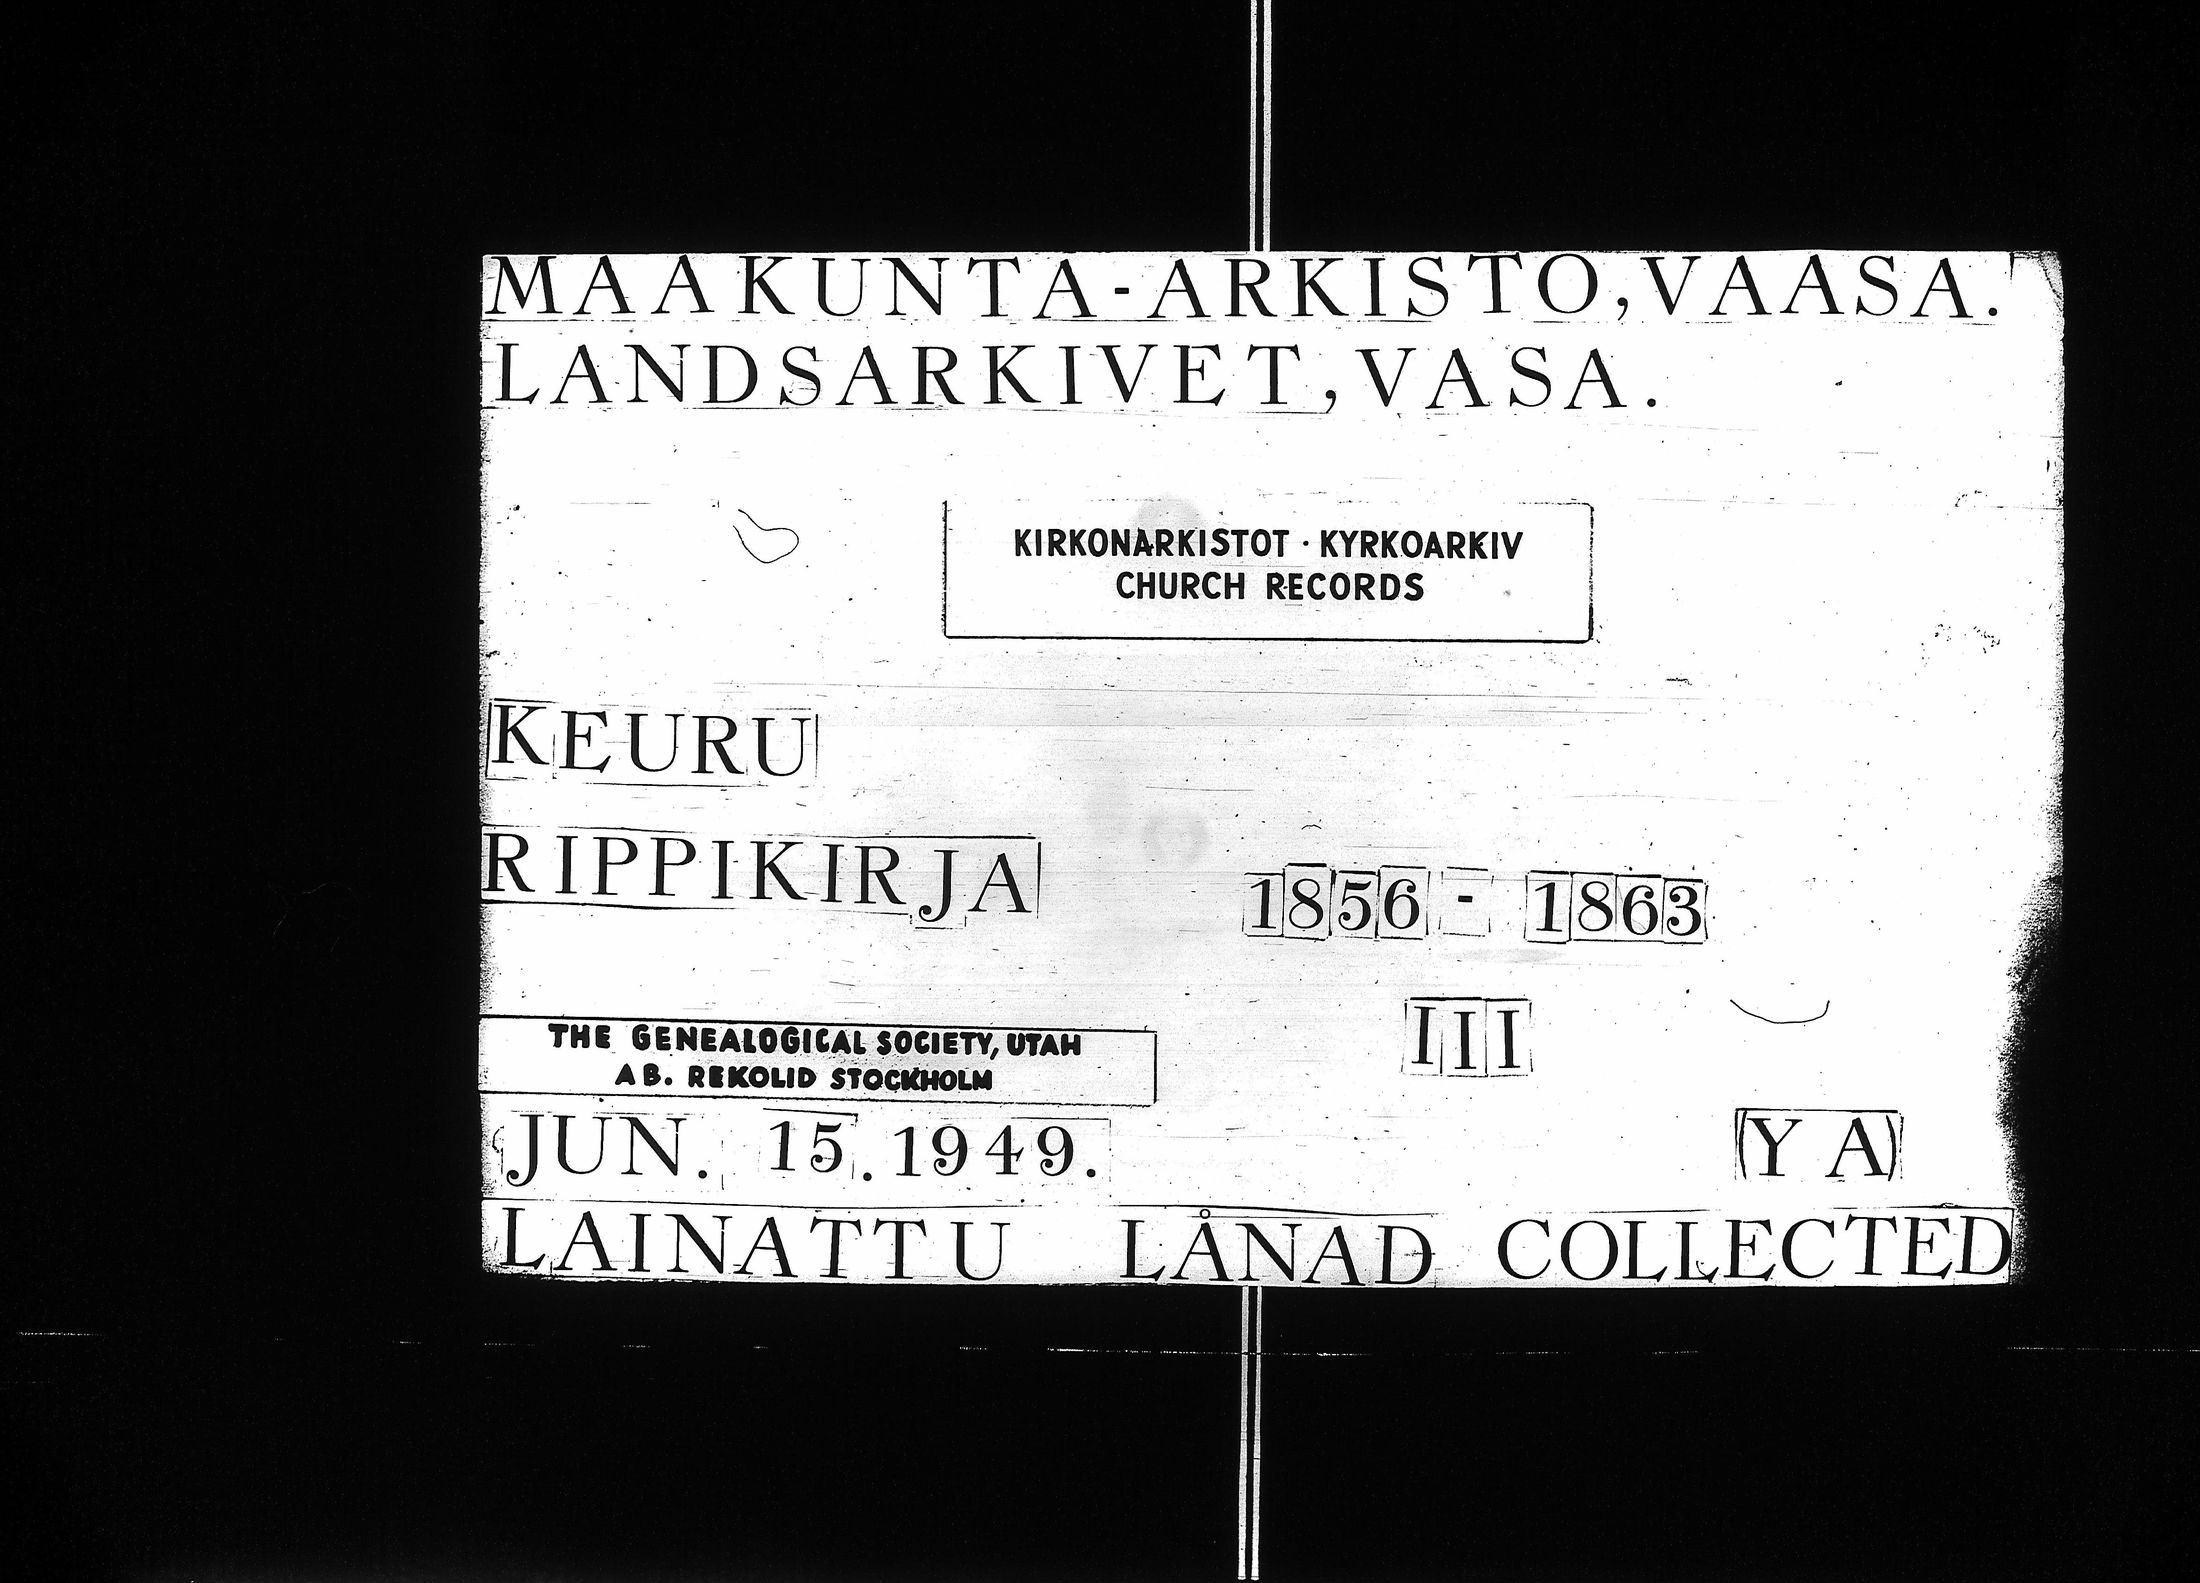 MAAKUNTA-ARKISTO, VAASA.
LANDSARKIVET, VASA.
KIRKONARKISTOT · KYRKOARKIV
CHURCH RECORDS
KEURU
RIPPIKIRJA 1856 - 1863
III
THE GENEALOGICAL SOCIETY, UTAH
AB. REKOLID STOCKHOLM
JUN. 15. 1949. (YA)
LAINATTU LÅNAD COLLECTED